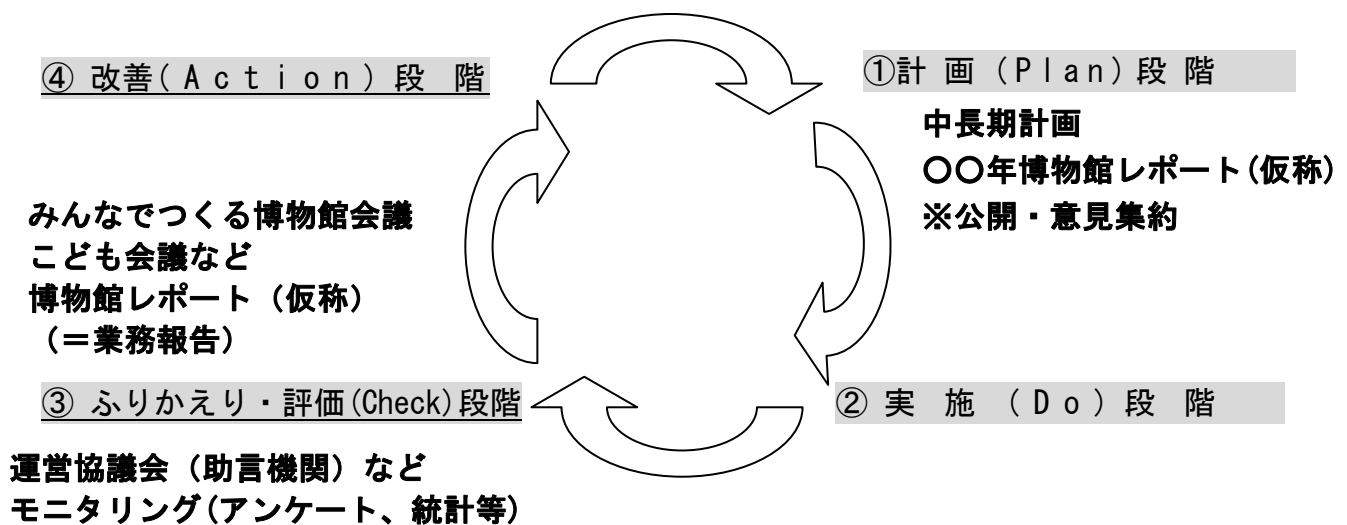 ④ 改善(Action)段 階
みんなでつくる博物館会議
こども会議など
博物館レポート（仮称）
（＝業務報告）
①計 画 (Plan)段 階
中長期計画
〇〇年博物館レポート(仮称)
※公開・意見集約
② 実 施 (Do)段 階
③ ふりかえり・評価(Check)段階
運営協議会（助言機関）など
モニタリング(アンケート、統計等)